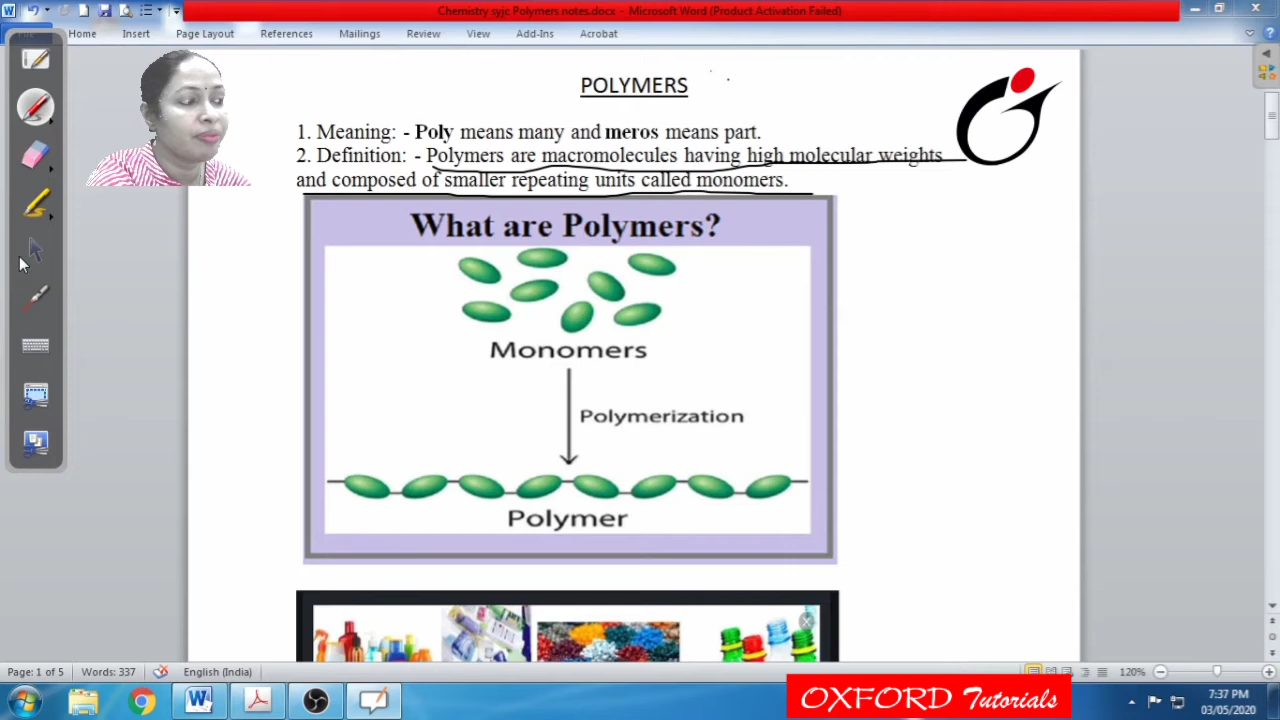 Chemistry syjc Polymers notes.docx - Microsoft Word (Product Activation Failed)
Home Insert Page Layout References Mailings Review View Add-Ins Acrobat
POLYMERS
1. Meaning: - Poly means many and meros means part.
2. Definition: - Polymers are macromolecules having high molecular weights
and composed of smaller repeating units called monomers.
What are Polymers?
Monomers
Polymerization
Polymer
Page: 1 of 5 Words: 337 English (India) 120%
OXFORD Tutorials
7:37 PM
03/05/2020